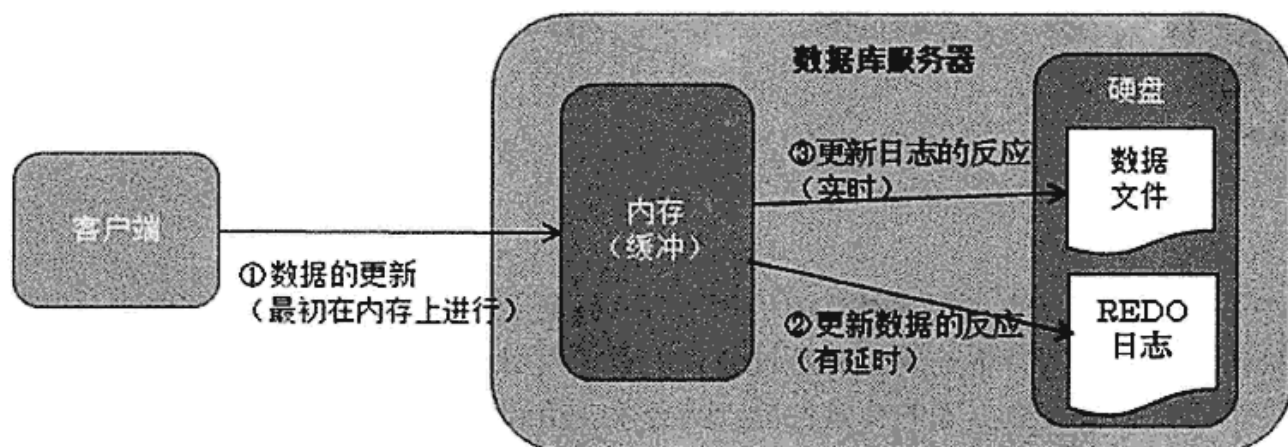 数据库服务器
硬盘
③更新日志的反应
（实时）
数据
文件
客户端
内存
（缓冲）
①数据的更新
（最初在内存上进行）
②更新数据的反应
（有延时）
REDO
日志